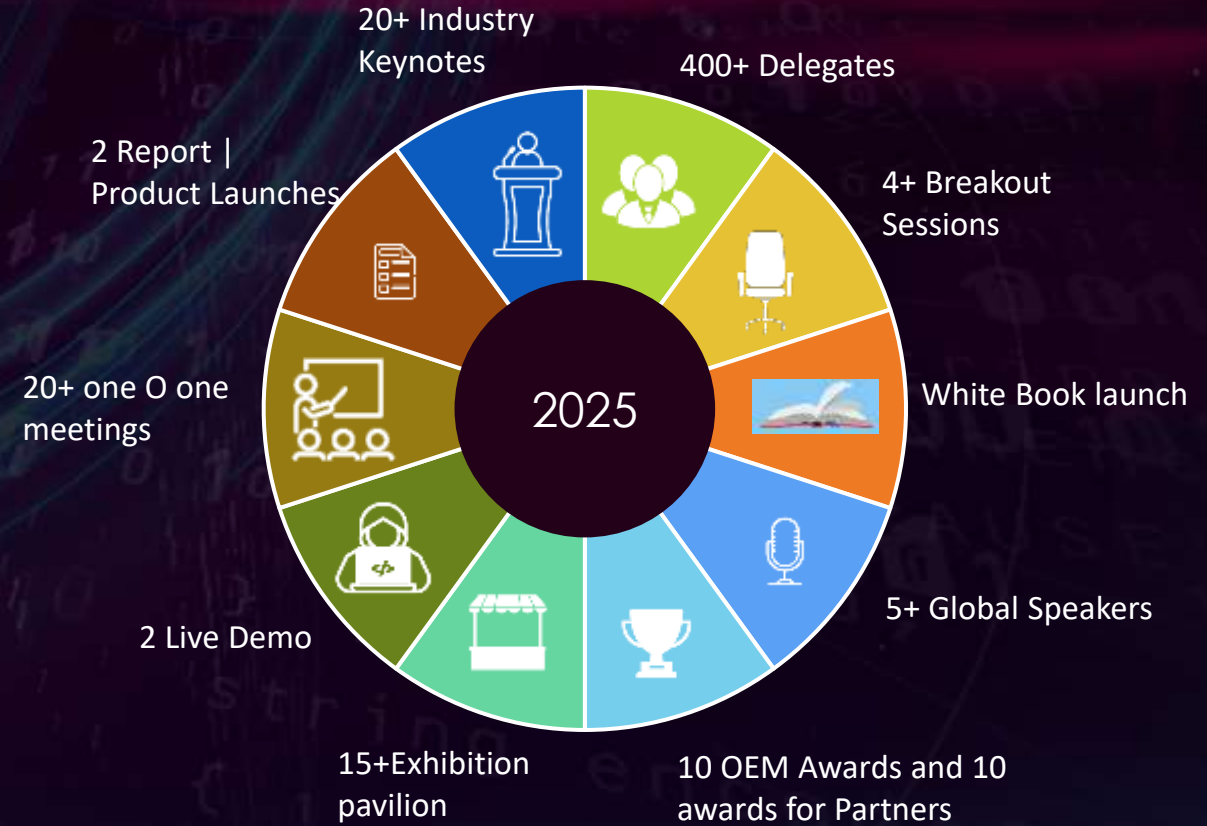 20+ Industry
Keynotes
400+ Delegates
2 Report |
Product Launches
4+ Breakout
Sessions
20+ one O one
meetings
2025
White Book launch
</>
2 Live Demo
5+ Global Speakers
15+Exhibition
pavilion
10 OEM Awards and 10
awards for Partners
string